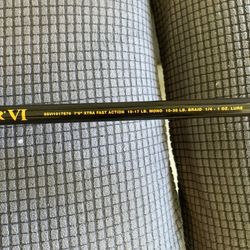 VI 7'6" XTRA FAST ACTION 10-17 LB. MONO 10-30 LB. BRAID 1/4 - 1 OZ. LURE